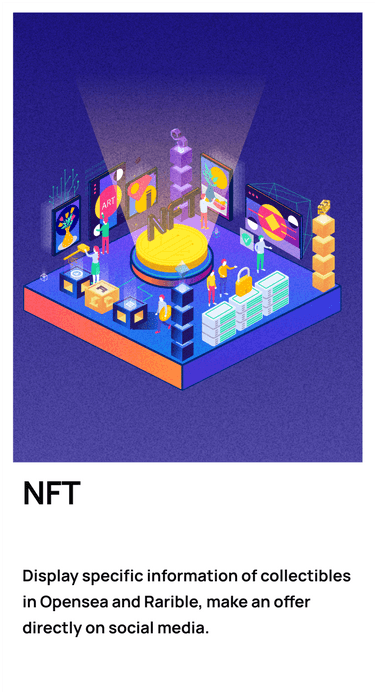 ART
NFT
NFT
Display specific information of collectibles
in Opensea and Rarible, make an offer
directly on social media.